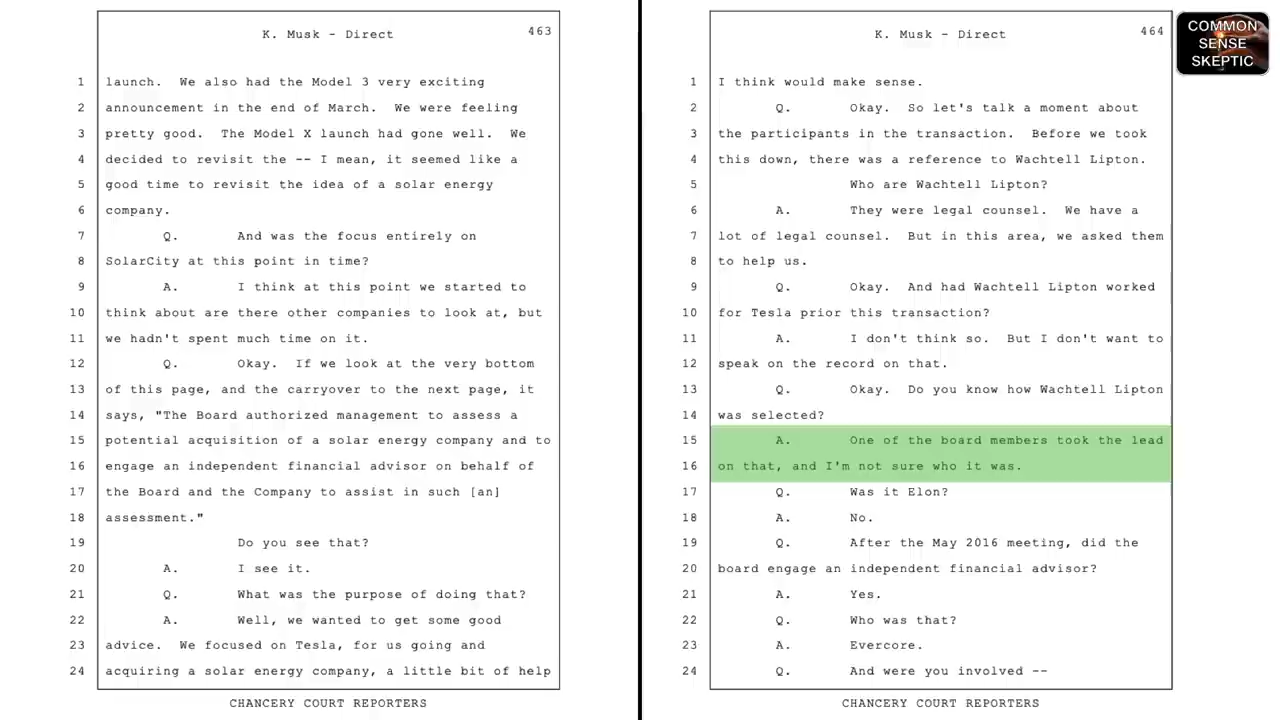 K. Musk - Direct
463
1 launch. We also had the Model 3 very exciting
2 announcement in the end of March. We were feeling
3 pretty good. The Model X launch had gone well. We
4 decided to revisit the -- I mean, it seemed like a
5 good time to revisit the idea of a solar energy
6 company.
7 Q. And was the focus entirely on
8 SolarCity at this point in time?
9 A. I think at this point we started to
10 think about are there other companies to look at, but
11 we hadn't spent much time on it.
12 Q. Okay. If we look at the very bottom
13 of this page, and the carryover to the next page, it
14 says, "The Board authorized management to assess a
15 potential acquisition of a solar energy company and to
16 engage an independent financial advisor on behalf of
17 the Board and the Company to assist in such [an]
18 assessment."
19 Do you see that?
20 A. I see it.
21 Q. What was the purpose of doing that?
22 A. Well, we wanted to get some good
23 advice. We focused on Tesla, for us going and
24 acquiring a solar energy company, a little bit of help
CHANCERY COURT REPORTERS
K. Musk - Direct
464
1 I think would make sense.
2 Q. Okay. So let's talk a moment about
3 the participants in the transaction. Before we took
4 this down, there was a reference to Wachtell Lipton.
5 Who are Wachtell Lipton?
6 A. They were legal counsel. We have a
7 lot of legal counsel. But in this area, we asked them
8 to help us.
9 Q. Okay. And had Wachtell Lipton worked
10 for Tesla prior this transaction?
11 A. I don't think so. But I don't want to
12 speak on the record on that.
13 Q. Okay. Do you know how Wachtell Lipton
14 was selected?
15 A. One of the board members took the lead
16 on that, and I'm not sure who it was.
17 Q. Was it Elon?
18 A. No.
19 Q. After the May 2016 meeting, did the
20 board engage an independent financial advisor?
21 A. Yes.
22 Q. Who was that?
23 A. Evercore.
24 Q. And were you involved --
CHANCERY COURT REPORTERS
COMMON
SENSE
SKEPTIC